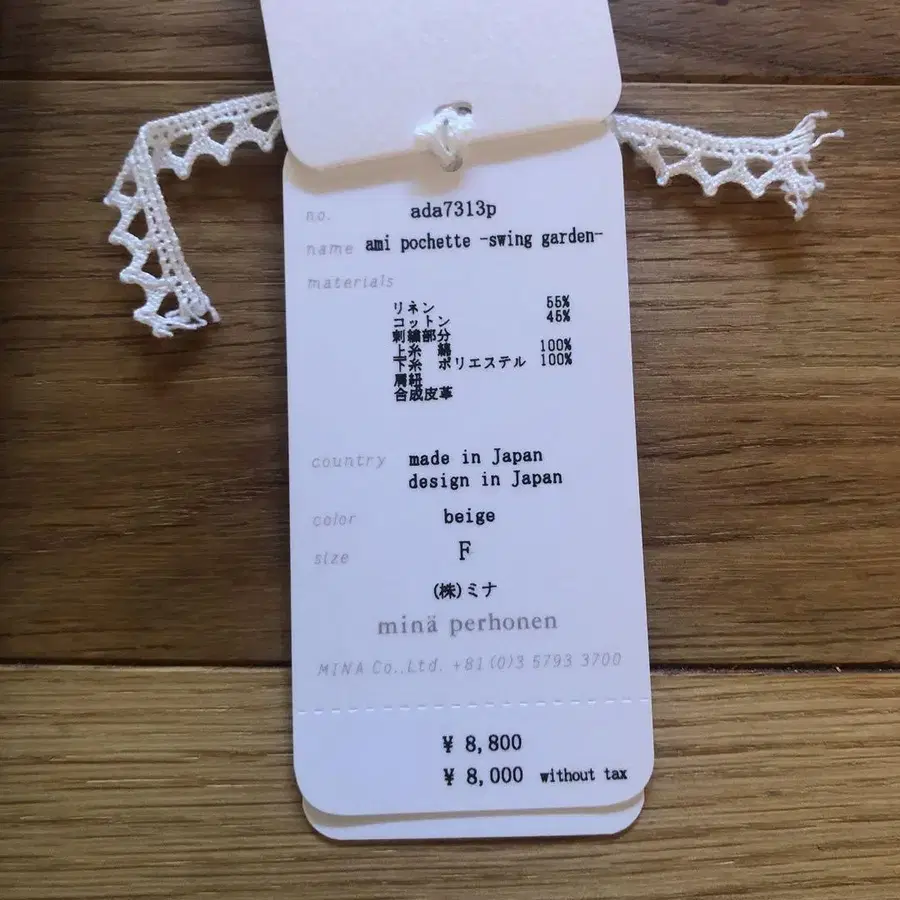 no. ada7313p
name ami pochette -swing garden-
materials
リネン 55%
コットン 45%
刺繍部分
上糸 綿 100%
下糸 ポリエステル 100%
肩紐
合成皮革
country made in Japan
design in Japan
color beige
size F
(株)ミナ
minä perhonen
MINA Co.,Ltd. +81(0)3 5793 3700
¥ 8,800
¥ 8,000 without tax